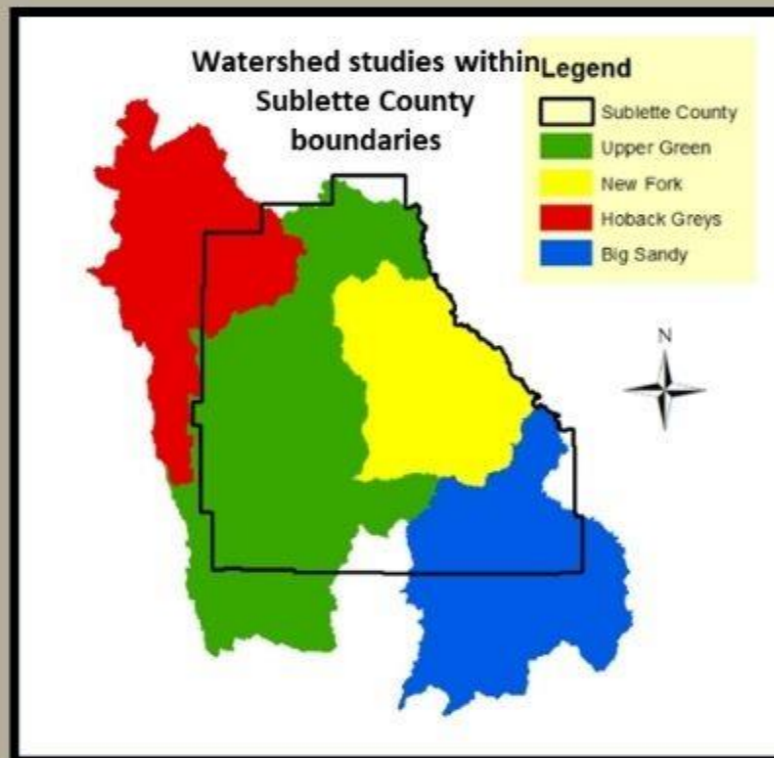 Watershed studies within
Sublette County
boundaries
Legend
Sublette County
Upper Green
New Fork
Hoback Greys
Big Sandy
N